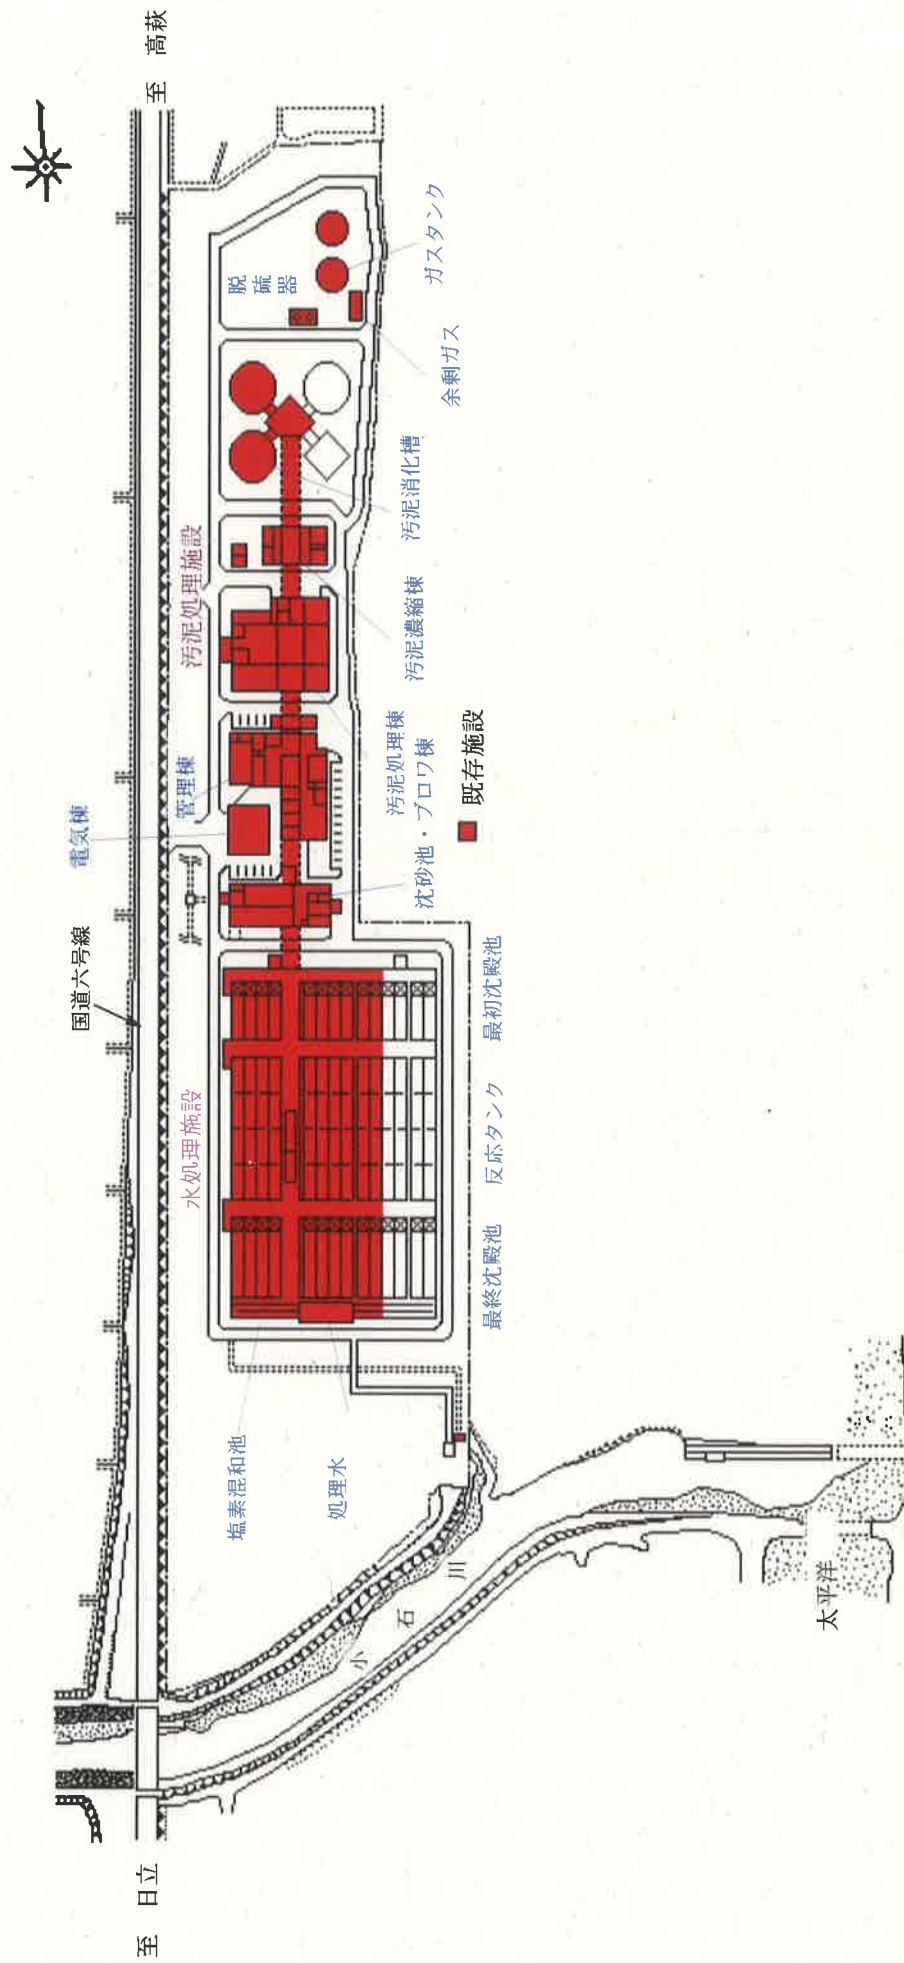 至 高萩
国道六号線
電気棟
管理棟
水処理施設
汚泥処理施設
脱硫器
ガスタンク
余剰ガス
汚泥消化槽
汚泥濃縮棟
汚泥処理棟
沈砂池・ブロワ棟
既存施設
最終沈殿池
反応タンク
最初沈殿池
塩素混和池
処理水
小石川
太平洋
至 日立